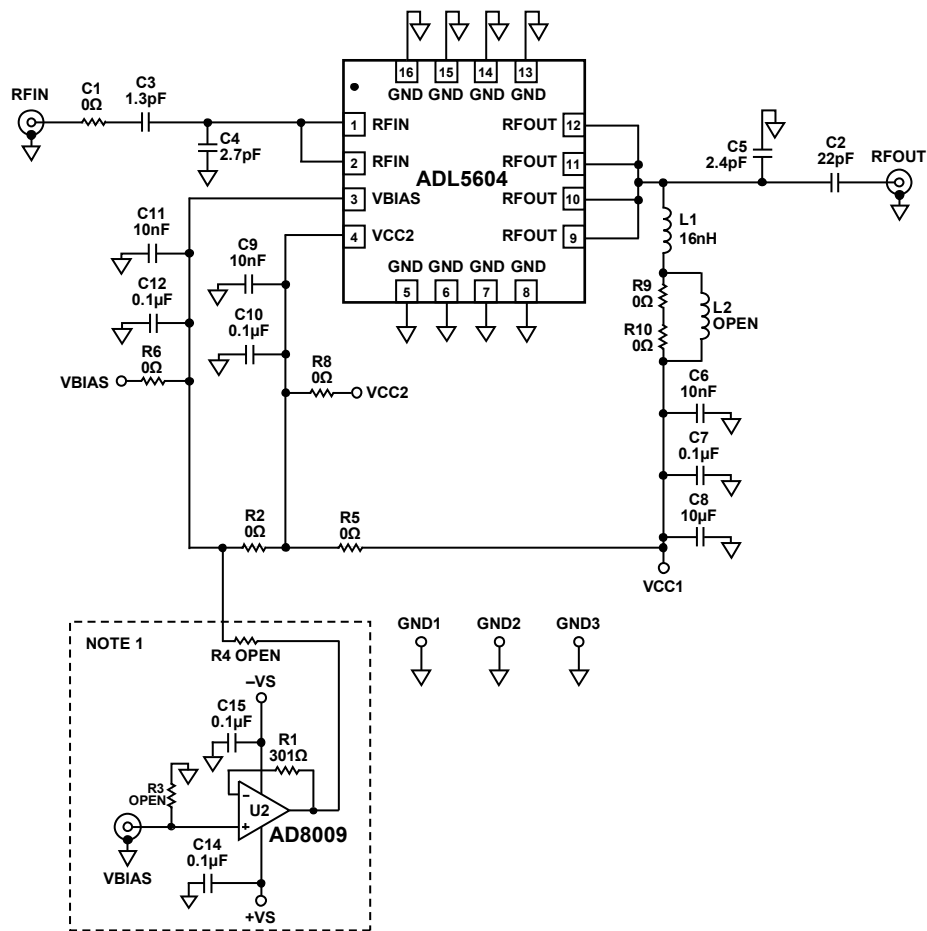 16
15
14
13
GND
GND
GND
GND
RFIN
C1
0Ω
C3
1.3pF
C4
2.7pF
1
RFIN
2
RFIN
3
VBIAS
4
VCC2
ADL5604
RFOUT
12
RFOUT
11
RFOUT
10
RFOUT
9
GND
GND
GND
GND
5
6
7
8
C5
2.4pF
C2
22pF
RFOUT
L1
16nH
R9
0Ω
R10
0Ω
L2
OPEN
C6
10nF
C7
0.1µF
C8
10µF
VCC1
C11
10nF
C12
0.1µF
R6
0Ω
VBIAS
C9
10nF
C10
0.1µF
R8
0Ω
VCC2
R2
0Ω
R5
0Ω
GND1
GND2
GND3
NOTE 1
R4 OPEN
–VS
C15
0.1µF
R1
301Ω
R3
OPEN
–
U2
+
AD8009
VBIAS
C14
0.1µF
+VS